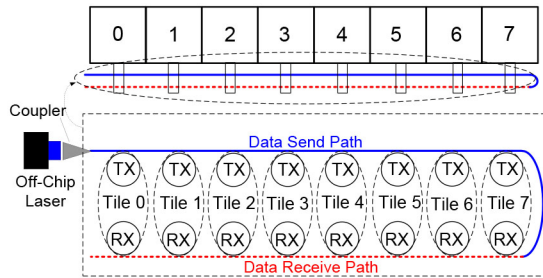 0 1 2 3 4 5 6 7
Coupler
Data Send Path
Off-Chip
Laser
TX TX TX TX TX TX TX TX
Tile 0 Tile 1 Tile 2 Tile 3 Tile 4 Tile 5 Tile 6 Tile 7
RX RX RX RX RX RX RX RX
Data Receive Path